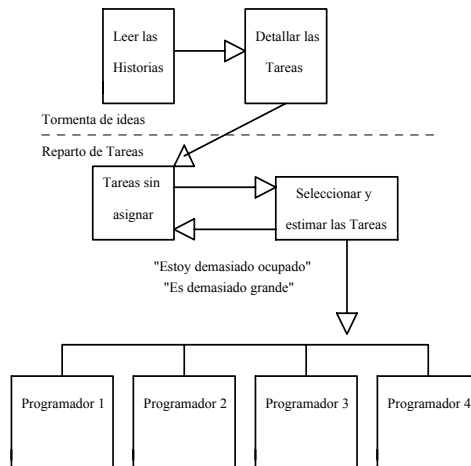 Leer las
Historias
Detallar las
Tareas
Tormenta de ideas
Reparto de Tareas
Tareas sin
asignar
Seleccionar y
estimar las Tareas
"Estoy demasiado ocupado"
"Es demasiado grande"
Programador 1
Programador 2
Programador 3
Programador 4